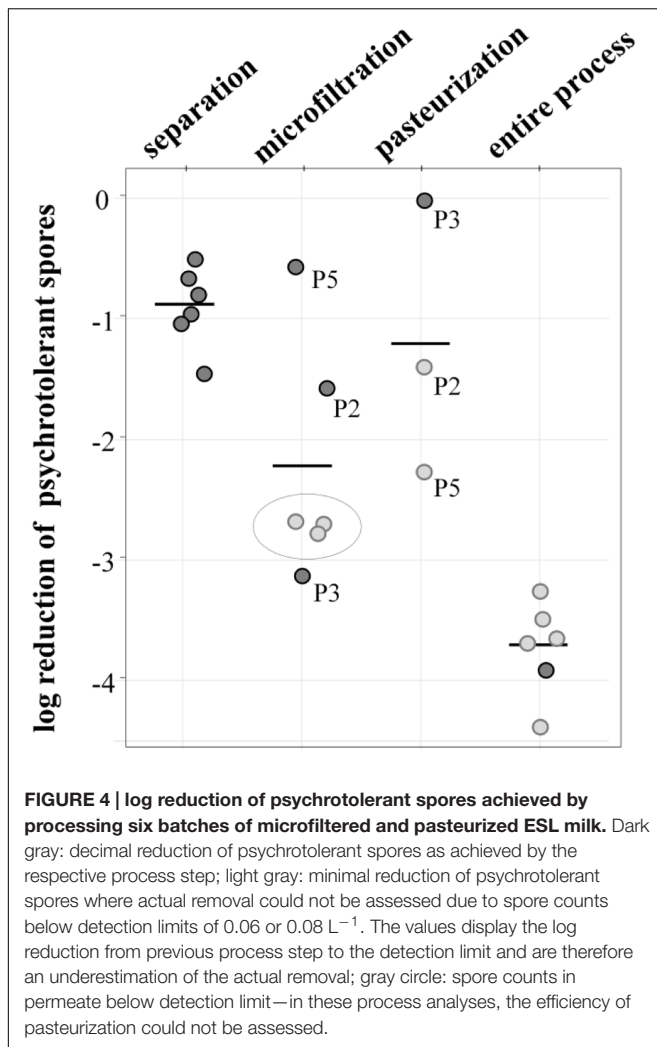 separation
microfiltration
pasteurization
entire process
log reduction of psychrotolerant spores
0
-1
-2
-3
-4
P5
P2
P3
P3
P2
P5
FIGURE 4 | log reduction of psychrotolerant spores achieved by
processing six batches of microfiltered and pasteurized ESL milk. Dark
gray: decimal reduction of psychrotolerant spores as achieved by the
respective process step; light gray: minimal reduction of psychrotolerant
spores where actual removal could not be assessed due to spore counts
below detection limits of 0.06 or 0.08 L⁻¹. The values display the log
reduction from previous process step to the detection limit and are therefore
an underestimation of the actual removal; gray circle: spore counts in
permeate below detection limit—in these process analyses, the efficiency of
pasteurization could not be assessed.